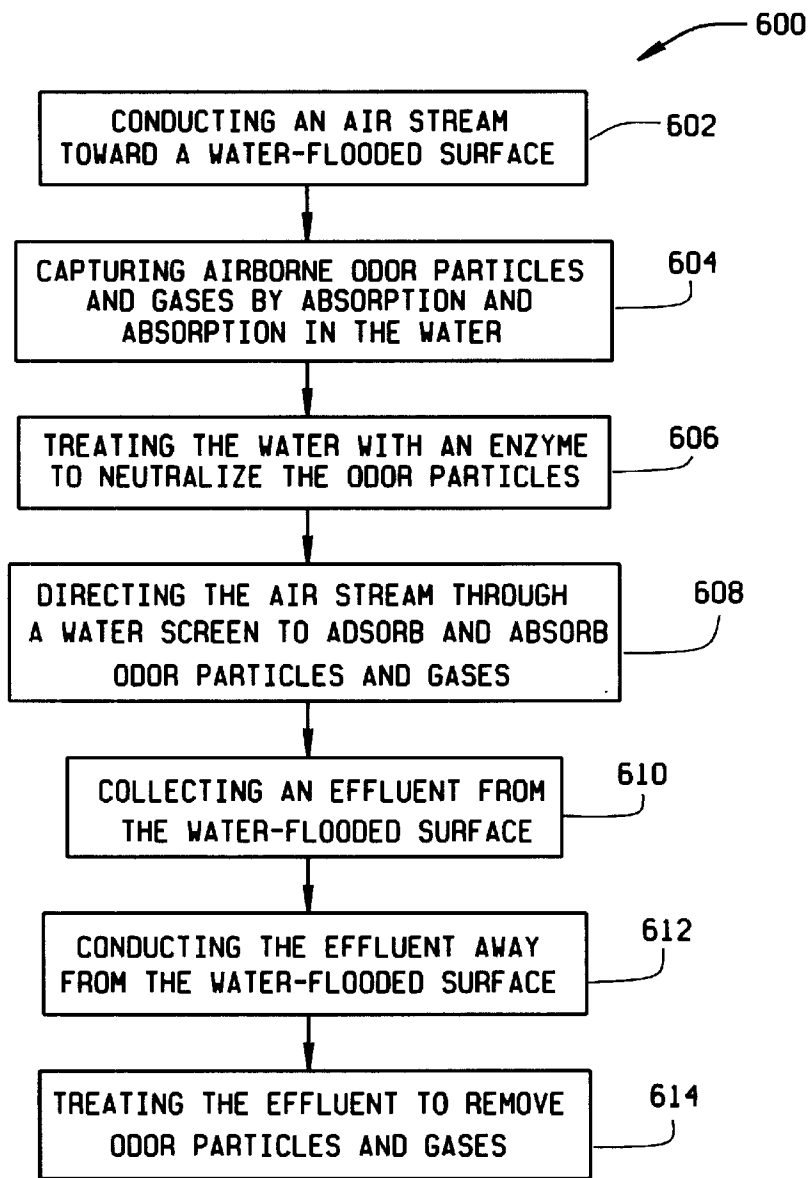 600
CONDUCTING AN AIR STREAM
TOWARD A WATER-FLOODED SURFACE
602
CAPTURING AIRBORNE ODOR PARTICLES
AND GASES BY ABSORPTION AND
ABSORPTION IN THE WATER
604
TREATING THE WATER WITH AN ENZYME
TO NEUTRALIZE THE ODOR PARTICLES
606
DIRECTING THE AIR STREAM THROUGH
A WATER SCREEN TO ADSORB AND ABSORB
ODOR PARTICLES AND GASES
608
COLLECTING AN EFFLUENT FROM
THE WATER-FLOODED SURFACE
610
CONDUCTING THE EFFLUENT AWAY
FROM THE WATER-FLOODED SURFACE
612
TREATING THE EFFLUENT TO REMOVE
ODOR PARTICLES AND GASES
614